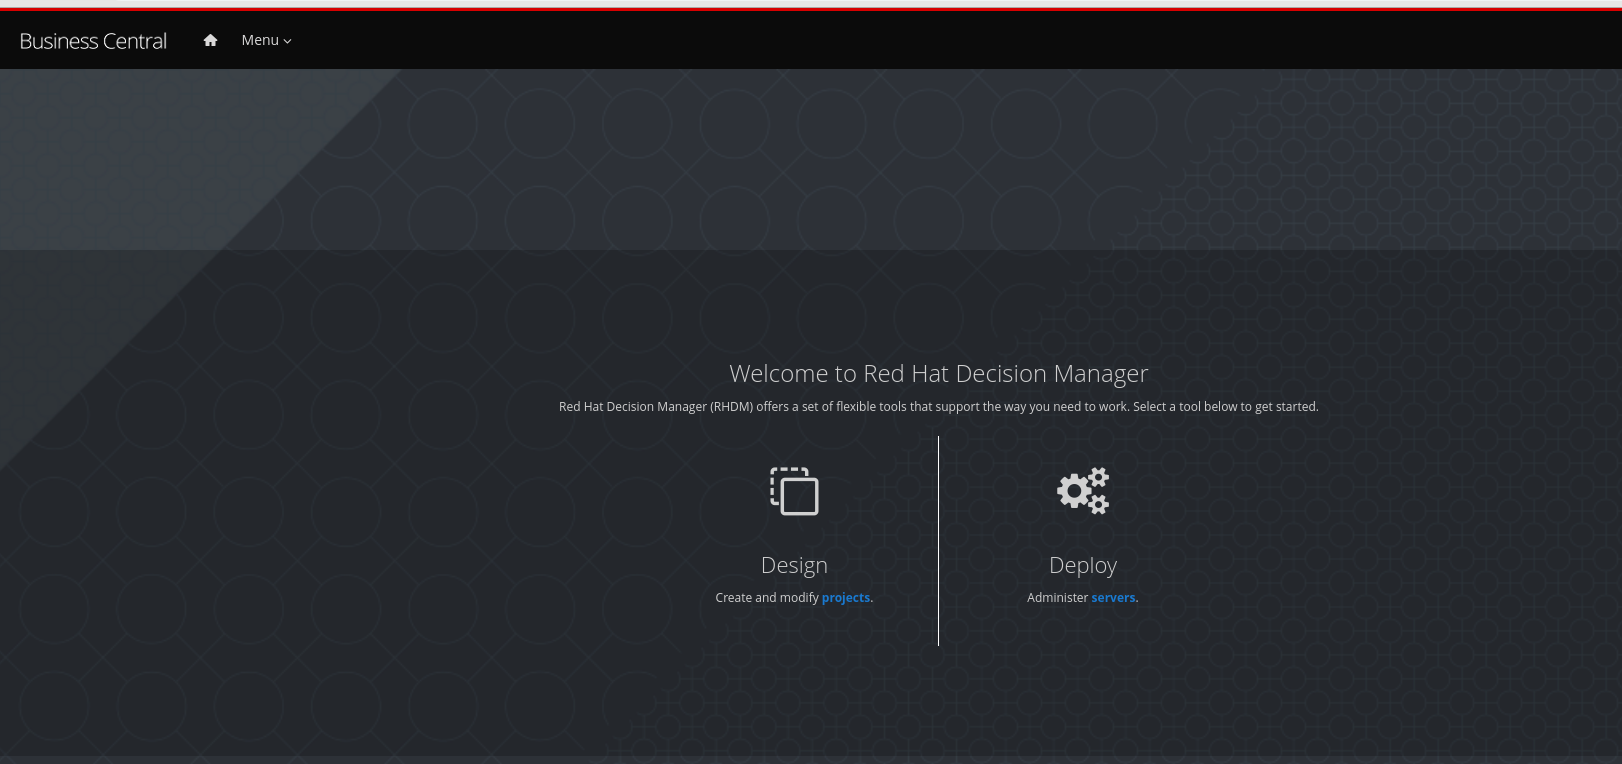 Business Central
Menu
Welcome to Red Hat Decision Manager
Red Hat Decision Manager (RHDM) offers a set of flexible tools that support the way you need to work. Select a tool below to get started.
Design
Create and modify projects.
Deploy
Administer servers.